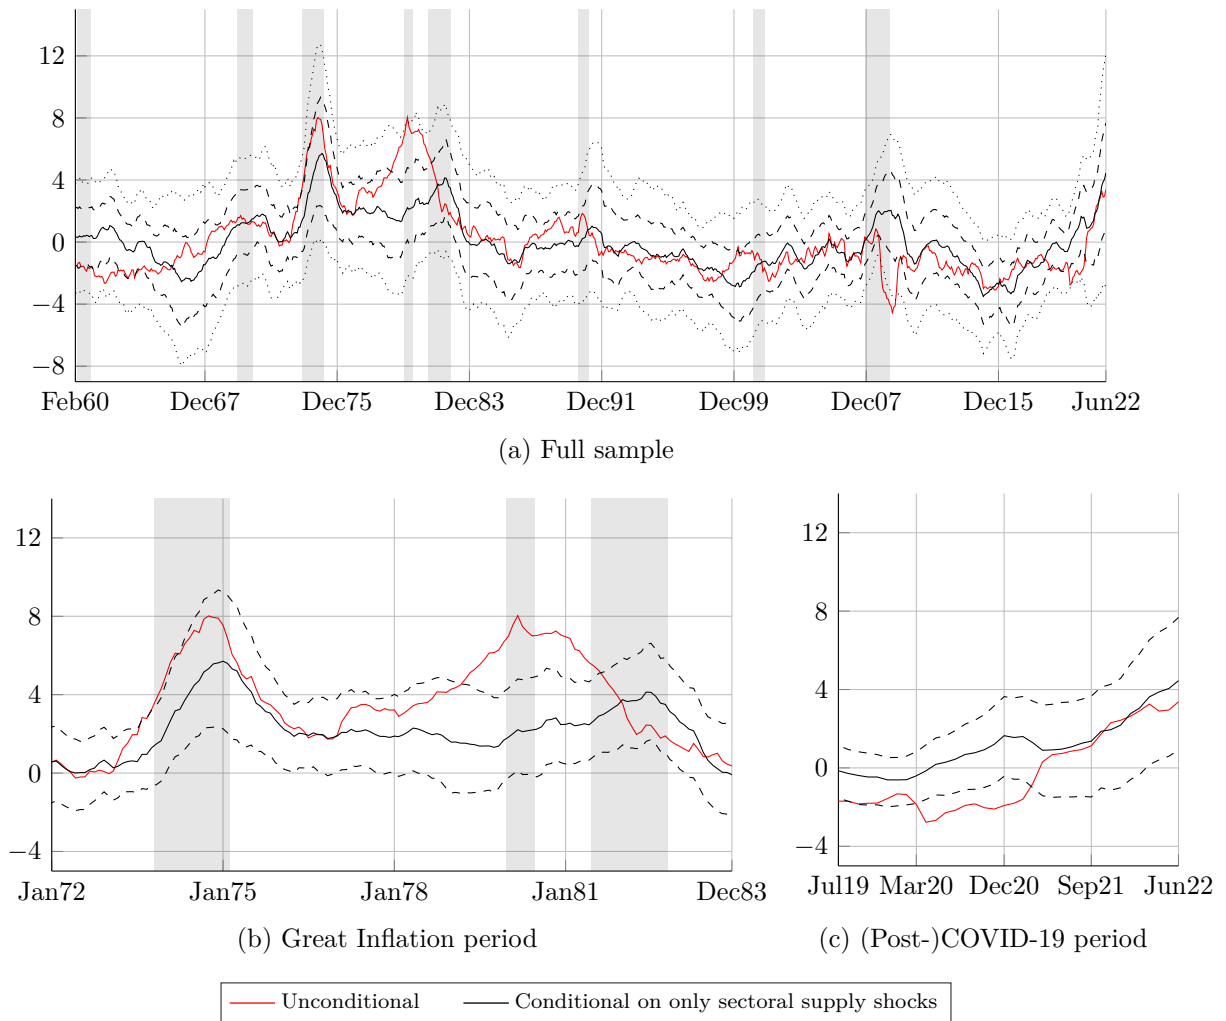 12
8
4
0
−4
−8
Feb60 Dec67 Dec75 Dec83 Dec91 Dec99 Dec07 Dec15 Jun22
(a) Full sample
12
8
4
0
−4
Jan72 Jan75 Jan78 Jan81 Dec83
(b) Great Inflation period
12
8
4
0
−4
Jul19 Mar20 Dec20 Sep21 Jun22
(c) (Post-)COVID-19 period
Unconditional Conditional on only sectoral supply shocks